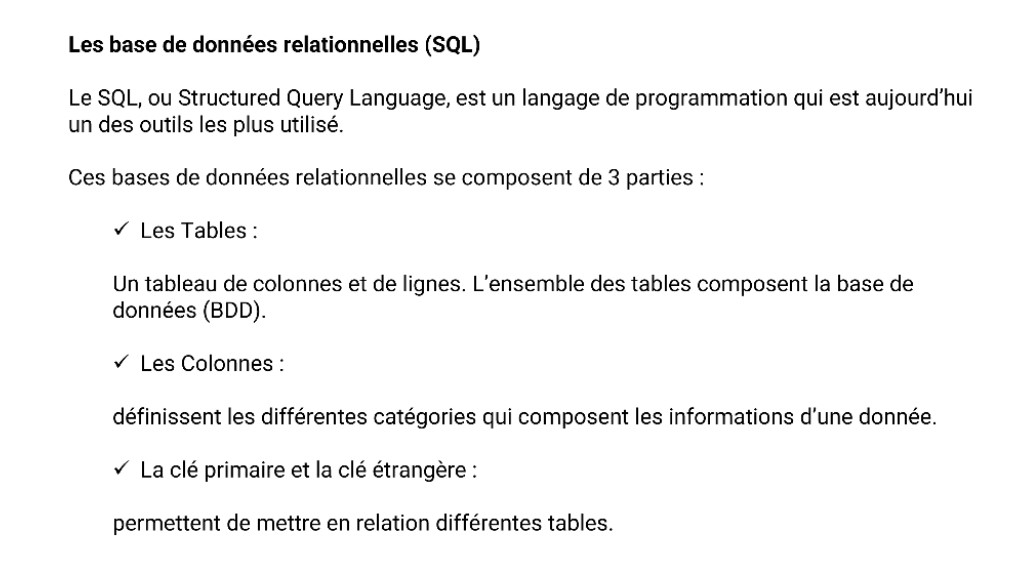 Les base de données relationnelles (SQL)
Le SQL, ou Structured Query Language, est un langage de programmation qui est aujourd’hui
un des outils les plus utilisé.
Ces bases de données relationnelles se composent de 3 parties :
✓ Les Tables :
Un tableau de colonnes et de lignes. L’ensemble des tables composent la base de
données (BDD).
✓ Les Colonnes :
définissent les différentes catégories qui composent les informations d’une donnée.
✓ La clé primaire et la clé étrangère :
permettent de mettre en relation différentes tables.